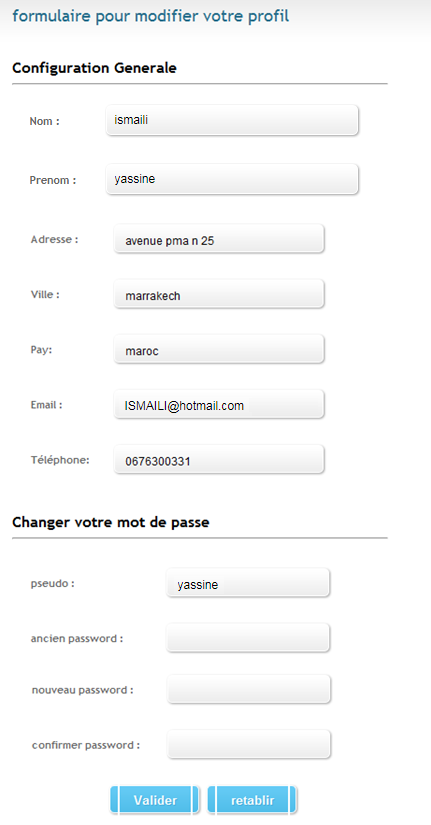 formulaire pour modifier votre profil
Configuration Generale
Nom : ismaili
Prenom : yassine
Adresse : avenue pma n 25
Ville : marrakech
Pay: maroc
Email : ISMAILI@hotmail.com
Téléphone: 0676300331
Changer votre mot de passe
pseudo : yassine
ancien password :
nouveau password :
confirmer password :
Valider retablir